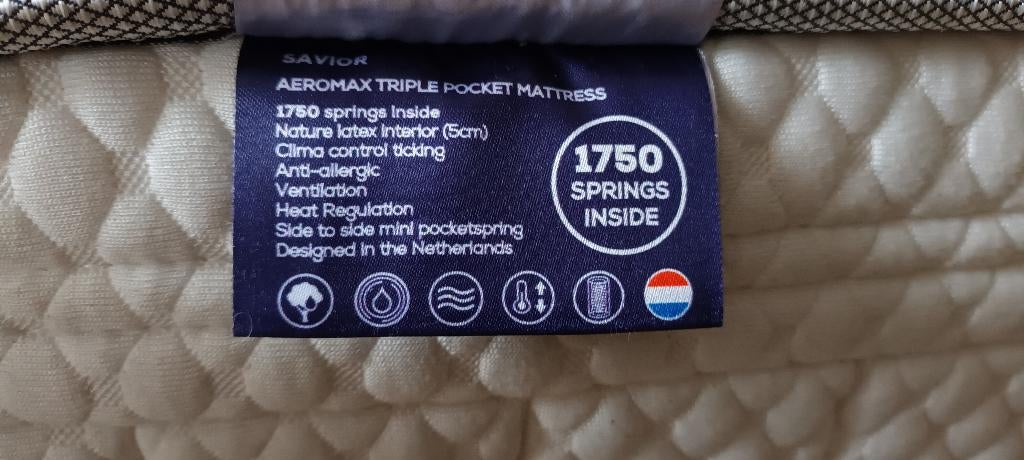 SAVIOR
AEROMAX TRIPLE POCKET MATTRESS
1750 springs Inside
Nature latex interior (5cm)
Clima control ticking
Anti-allergic
Ventilation
Heat Regulation
Side to side mini pocketspring
Designed in the Netherlands
1750
SPRINGS
INSIDE